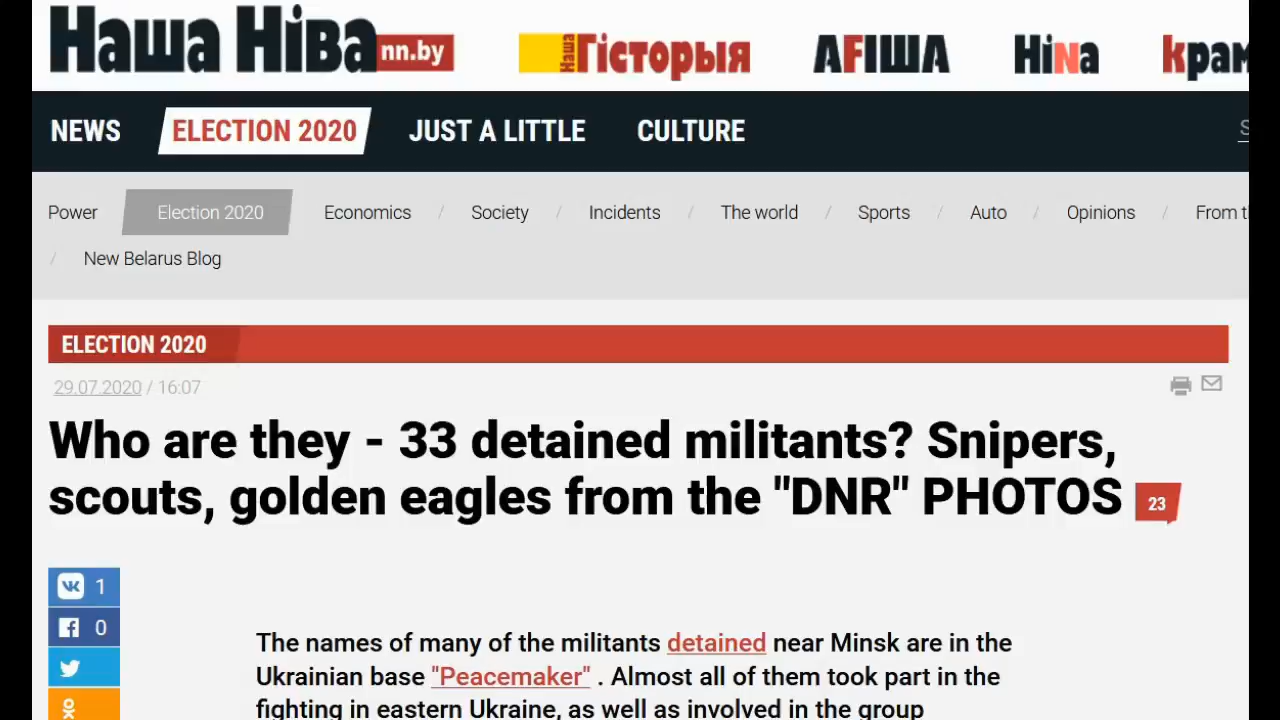 Наша Ніва nn.by Наша Гісторыя AFIША НіNа крам
NEWS ELECTION 2020 JUST A LITTLE CULTURE S
Power Election 2020 Economics / Society / Incidents / The world / Sports / Auto / Opinions / From th
/ New Belarus Blog
ELECTION 2020
29.07.2020 / 16:07
Who are they - 33 detained militants? Snipers,
scouts, golden eagles from the "DNR" PHOTOS 23
1
0
The names of many of the militants detained near Minsk are in the
Ukrainian base "Peacemaker" . Almost all of them took part in the
fighting in eastern Ukraine, as well as involved in the group